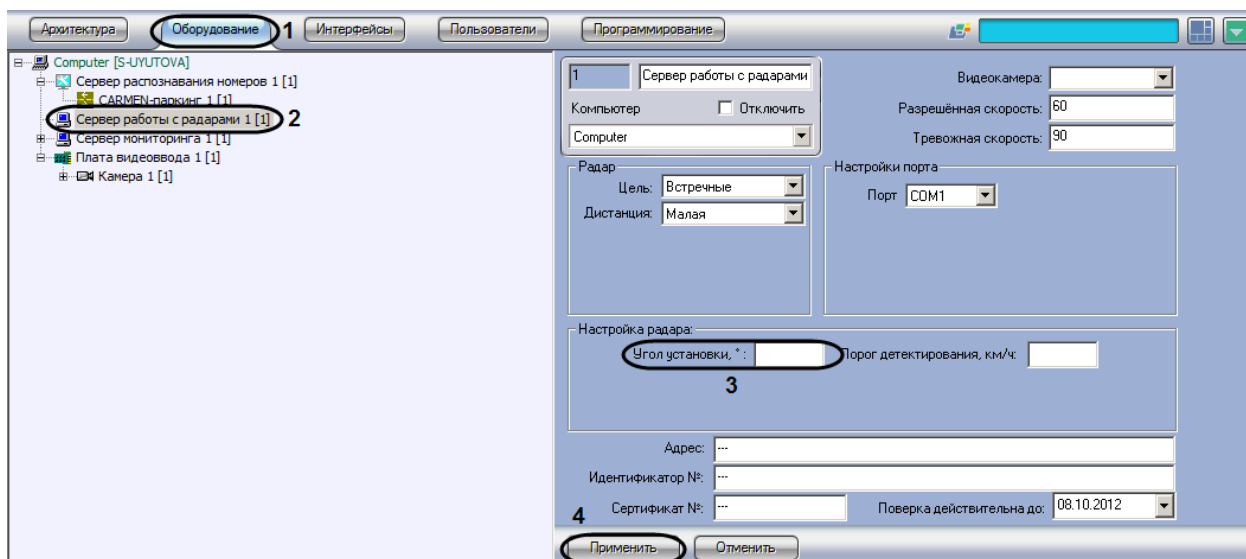 Архитектура Оборудование 1 Интерфейсы Пользователи Программирование
Computer [S-UYUTOVA]
Сервер распознавания номеров 1 [1]
CARMEN-паркинг 1 [1]
Сервер работы с радарами 1 [1] 2
Сервер мониторинга 1 [1]
Плата видеоввода 1 [1]
Камера 1 [1]
1 Сервер работы с радарами
Компьютер Отключить
Computer
Видеокамера:
Разрешённая скорость: 60
Тревожная скорость: 90
Радар
Цель: Встречные
Дистанция: Малая
Настройки порта
Порт COM1
Настройка радара:
Угол установки, ° : Порог детектирования, км/ч:
3
Адрес: ---
Идентификатор №: ---
Сертификат №: --- Поверка действительна до: 08.10.2012
4
Применить Отменить